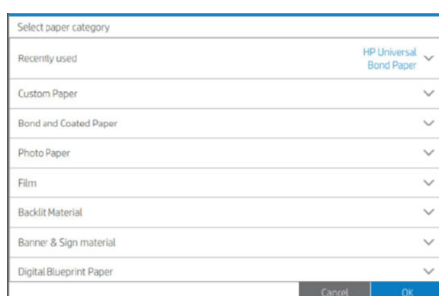 Select paper category
Recently used
HP Universal
Bond Paper
Custom Paper
Bond and Coated Paper
Photo Paper
Film
Backlit Material
Banner & Sign material
Digital Blueprint Paper
Cancel
OK